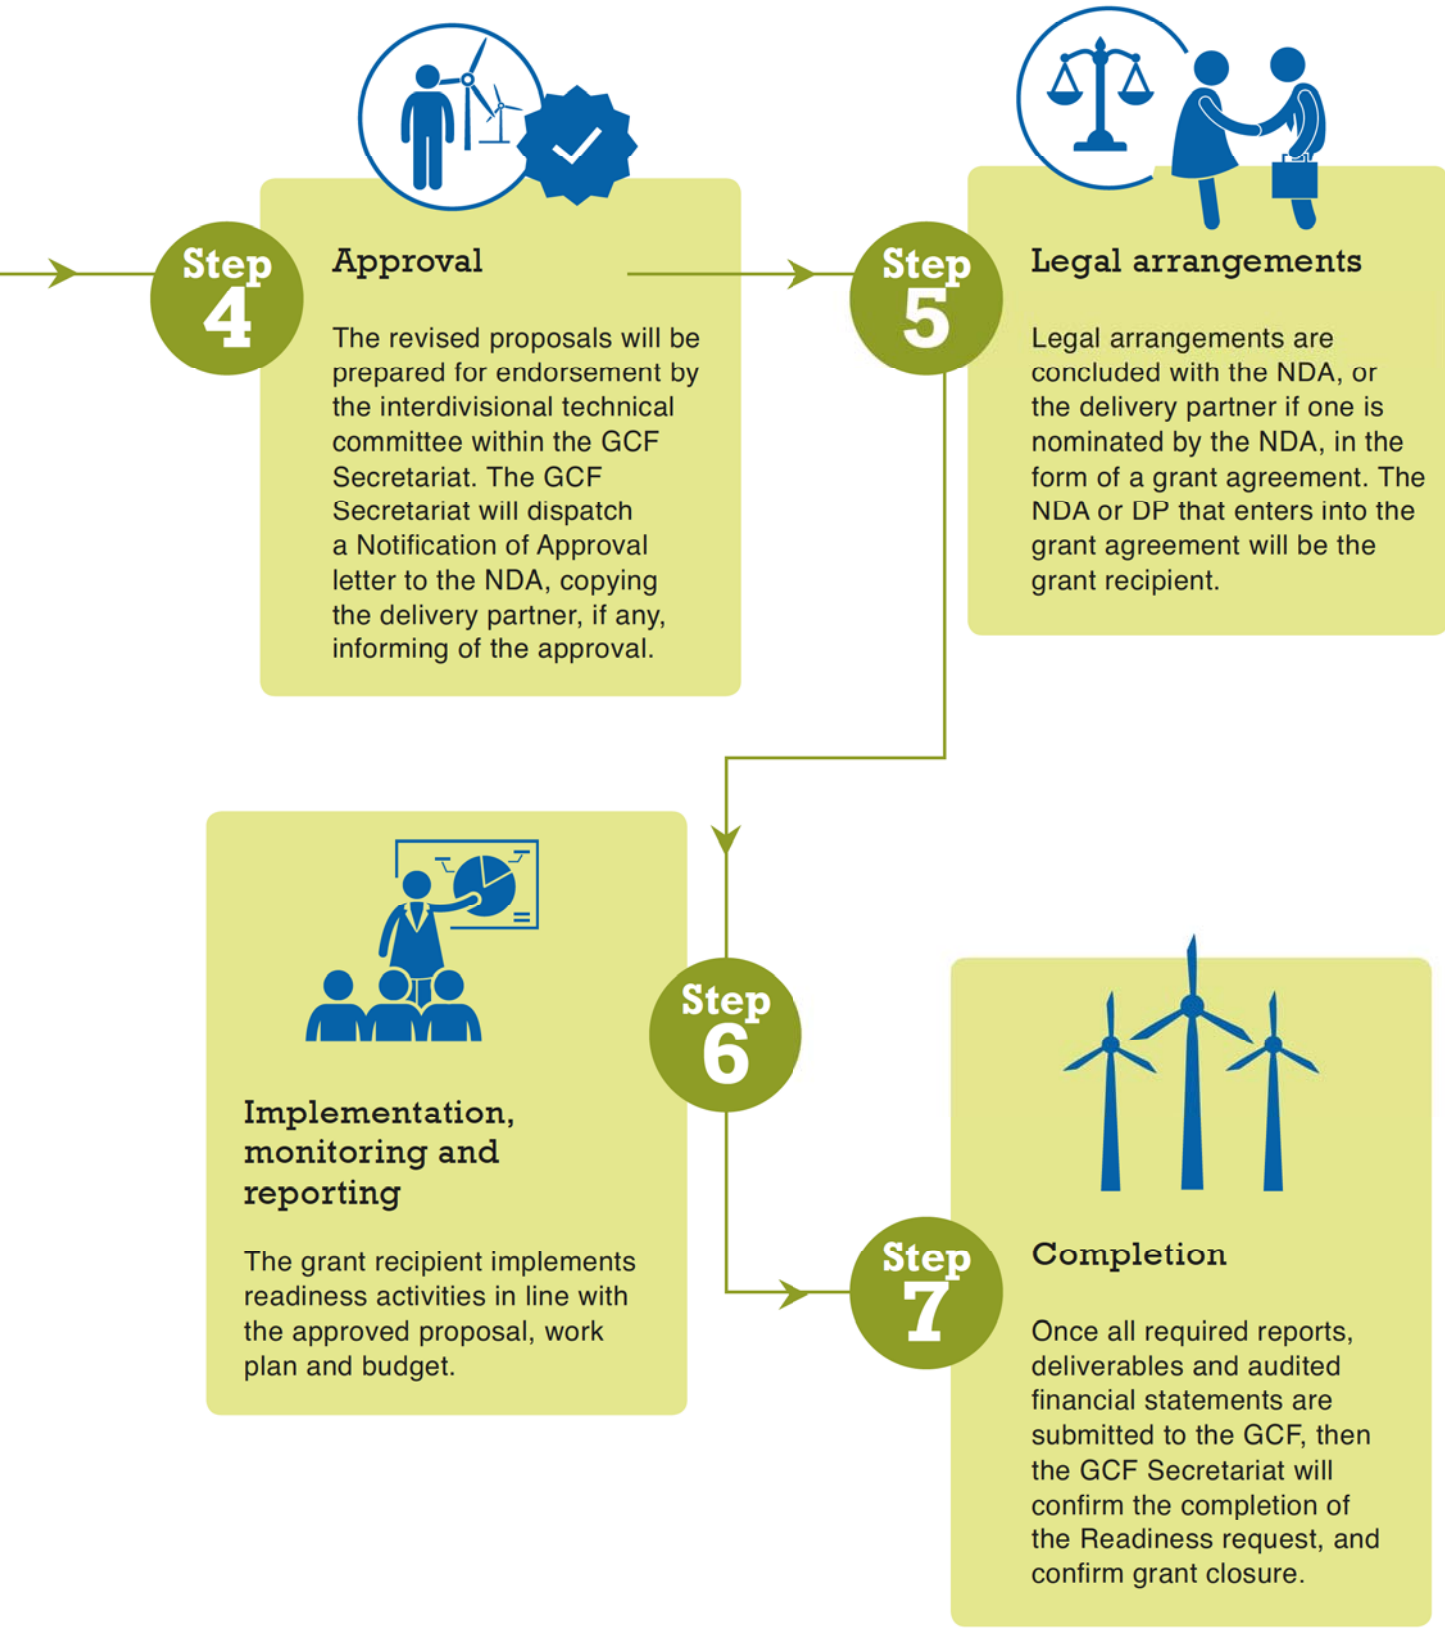 Step
4
Approval
The revised proposals will be
prepared for endorsement by
the interdivisional technical
committee within the GCF
Secretariat. The GCF
Secretariat will dispatch
a Notification of Approval
letter to the NDA, copying
the delivery partner, if any,
informing of the approval.
Step
5
Legal arrangements
Legal arrangements are
concluded with the NDA, or
the delivery partner if one is
nominated by the NDA, in the
form of a grant agreement. The
NDA or DP that enters into the
grant agreement will be the
grant recipient.
Step
6
Implementation,
monitoring and
reporting
The grant recipient implements
readiness activities in line with
the approved proposal, work
plan and budget.
Step
7
Completion
Once all required reports,
deliverables and audited
financial statements are
submitted to the GCF, then
the GCF Secretariat will
confirm the completion of
the Readiness request, and
confirm grant closure.